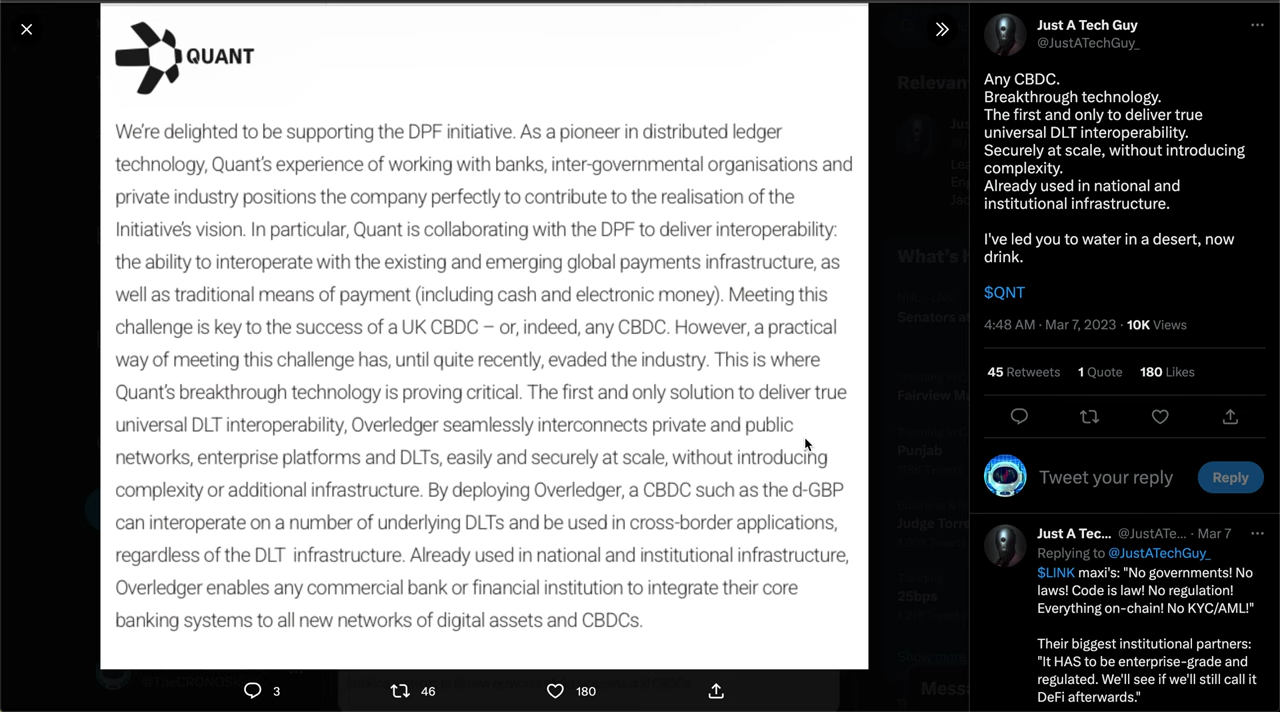 QUANT
We’re delighted to be supporting the DPF initiative. As a pioneer in distributed ledger
technology, Quant’s experience of working with banks, inter-governmental organisations and
private industry positions the company perfectly to contribute to the realisation of the
Initiative’s vision. In particular, Quant is collaborating with the DPF to deliver interoperability:
the ability to interoperate with the existing and emerging global payments infrastructure, as
well as traditional means of payment (including cash and electronic money). Meeting this
challenge is key to the success of a UK CBDC – or, indeed, any CBDC. However, a practical
way of meeting this challenge has, until quite recently, evaded the industry. This is where
Quant’s breakthrough technology is proving critical. The first and only solution to deliver true
universal DLT interoperability, Overledger seamlessly interconnects private and public
networks, enterprise platforms and DLTs, easily and securely at scale, without introducing
complexity or additional infrastructure. By deploying Overledger, a CBDC such as the d-GBP
can interoperate on a number of underlying DLTs and be used in cross-border applications,
regardless of the DLT infrastructure. Already used in national and institutional infrastructure,
Overledger enables any commercial bank or financial institution to integrate their core
banking systems to all new networks of digital assets and CBDCs.
3 46 180
Just A Tech Guy
@JustATechGuy_
Any CBDC.
Breakthrough technology.
The first and only to deliver true
universal DLT interoperability.
Securely at scale, without introducing
complexity.
Already used in national and
institutional infrastructure.
I've led you to water in a desert, now
drink.
$QNT
4:48 AM · Mar 7, 2023 · 10K Views
45 Retweets 1 Quote 180 Likes
Tweet your reply
Reply
Just A Tec... @JustATe... · Mar 7
Replying to @JustATechGuy_
$LINK maxi's: "No governments! No
laws! Code is law! No regulation!
Everything on-chain! No KYC/AML!"
Their biggest institutional partners:
"It HAS to be enterprise-grade and
regulated. We'll see if we'll still call it
DeFi afterwards."
Relevan
What's h
Senators a
Fairview M
Punjab
Judge Torre
25bps
Show more
Messa